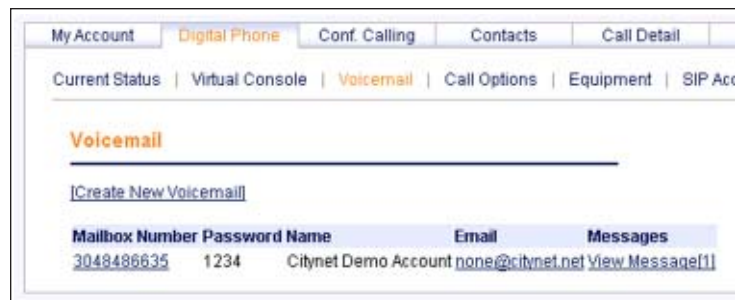 My Account Digital Phone Conf. Calling Contacts Call Detail
Current Status | Virtual Console | Voicemail | Call Options | Equipment | SIP Acc
Voicemail
[Create New Voicemail]
Mailbox Number Password Name Email Messages
3048486635 1234 Citynet Demo Account none@citynet.net View Message[1]